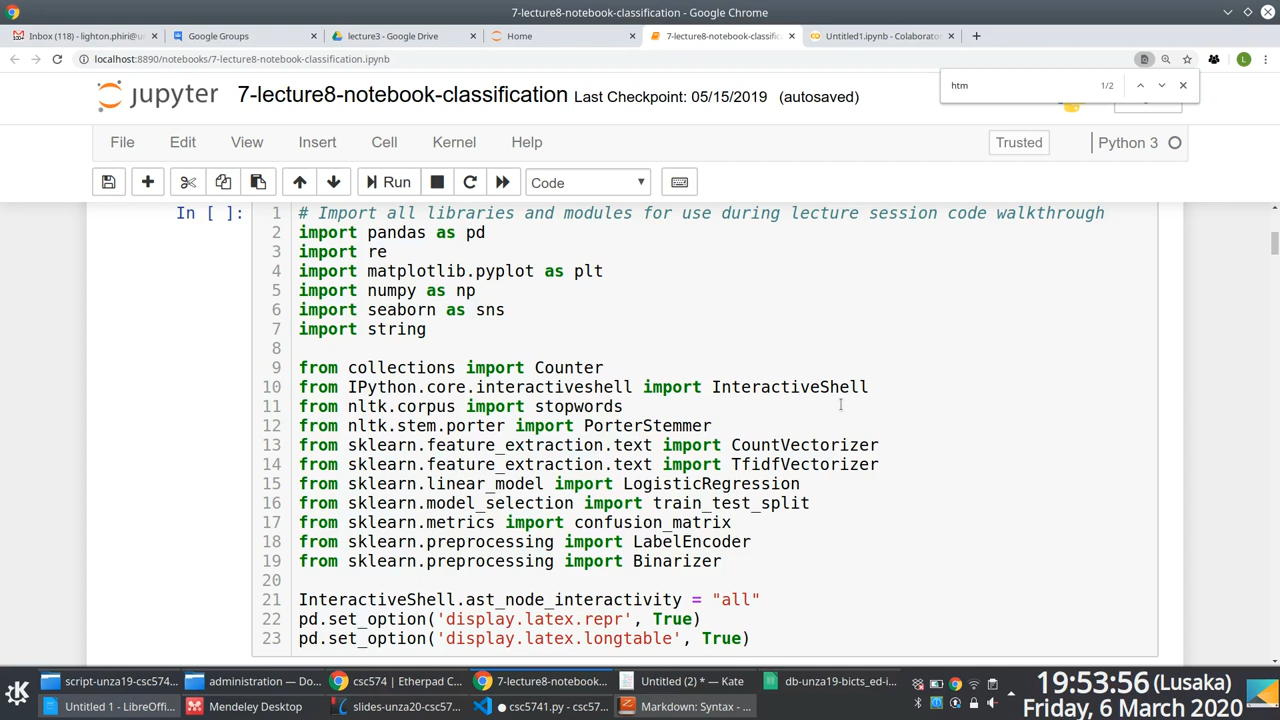 7-lecture8-notebook-classification - Google Chrome
Inbox (118) - lighton.phiri@u
Google Groups
lecture3 - Google Drive
Home
7-lecture8-notebook-classific
Untitled1.ipynb - Colaborato
localhost:8890/notebooks/7-lecture8-notebook-classification.ipynb
L
htm 1/2
jupyter 7-lecture8-notebook-classification Last Checkpoint: 05/15/2019 (autosaved)
File Edit View Insert Cell Kernel Help Trusted Python 3
Run Code
In [ ]:
1 # Import all libraries and modules for use during lecture session code walkthrough
2 import pandas as pd
3 import re
4 import matplotlib.pyplot as plt
5 import numpy as np
6 import seaborn as sns
7 import string
8
9 from collections import Counter
10 from IPython.core.interactiveshell import InteractiveShell
11 from nltk.corpus import stopwords
12 from nltk.stem.porter import PorterStemmer
13 from sklearn.feature_extraction.text import CountVectorizer
14 from sklearn.feature_extraction.text import TfidfVectorizer
15 from sklearn.linear_model import LogisticRegression
16 from sklearn.model_selection import train_test_split
17 from sklearn.metrics import confusion_matrix
18 from sklearn.preprocessing import LabelEncoder
19 from sklearn.preprocessing import Binarizer
20
21 InteractiveShell.ast_node_interactivity = "all"
22 pd.set_option('display.latex.repr', True)
23 pd.set_option('display.latex.longtable', True)
script-unza19-csc574...
administration — Do...
csc574 | Etherpad C...
7-lecture8-notebook...
Untitled (2) * — Kate
db-unza19-bicts_ed-i...
Untitled 1 - LibreOffi...
Mendeley Desktop
slides-unza20-csc57...
● csc5741.py - csc57...
Markdown: Syntax - ...
19:53:56 (Lusaka)
Friday, 6 March 2020